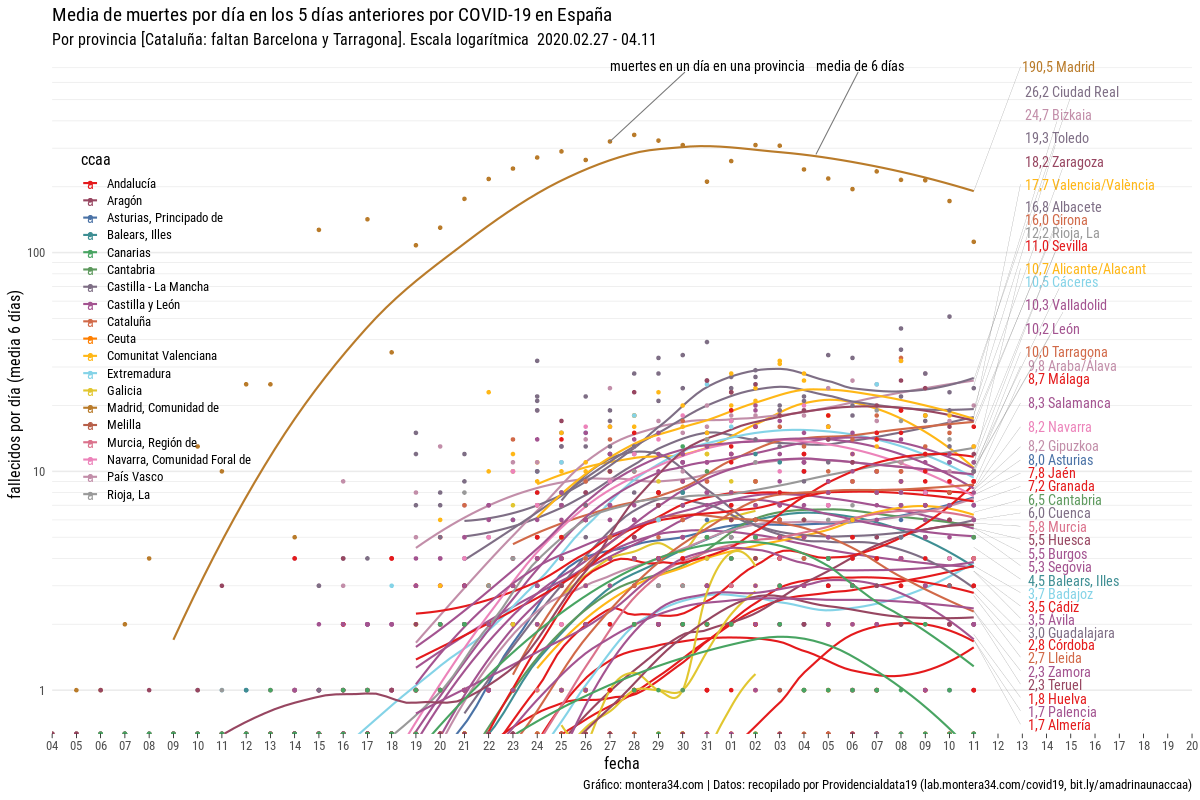 Media de muertes por día en los 5 días anteriores por COVID-19 en España
Por provincia [Cataluña: faltan Barcelona y Tarragona]. Escala logarítmica 2020.02.27 - 04.11
muertes en un día en una provincia
media de 6 días
ccaa
Andalucía
Aragón
Asturias, Principado de
Balears, Illes
Canarias
Cantabria
Castilla - La Mancha
Castilla y León
Cataluña
Ceuta
Comunitat Valenciana
Extremadura
Galicia
Madrid, Comunidad de
Melilla
Murcia, Región de
Navarra, Comunidad Foral de
País Vasco
Rioja, La
fallecidos por día (media 6 días)
100
10
1
190,5 Madrid
26,2 Ciudad Real
24,7 Bizkaia
19,3 Toledo
18,2 Zaragoza
17,7 Valencia/València
16,8 Albacete
16,0 Girona
12,2 Rioja, La
11,0 Sevilla
10,7 Alicante/Alacant
10,5 Cáceres
10,3 Valladolid
10,2 León
10,0 Tarragona
9,8 Araba/Álava
8,7 Málaga
8,3 Salamanca
8,2 Navarra
8,2 Gipuzkoa
8,0 Asturias
7,8 Jaén
7,2 Granada
6,5 Cantabria
6,0 Cuenca
5,8 Murcia
5,5 Huesca
5,5 Burgos
5,3 Segovia
4,5 Balears, Illes
3,7 Badajoz
3,5 Cádiz
3,5 Ávila
3,0 Guadalajara
2,8 Córdoba
2,7 Lleida
2,3 Zamora
2,3 Teruel
1,8 Huelva
1,7 Palencia
1,7 Almería
04 05 06 07 08 09 10 11 12 13 14 15 16 17 18 19 20 21 22 23 24 25 26 27 28 29 30 31 01 02 03 04 05 06 07 08 09 10 11 12 13 14 15 16 17 18 19 20
fecha
Gráfico: montera34.com | Datos: recopilado por Providencialdata19 (lab.montera34.com/covid19, bit.ly/amadrinaunaccaa)